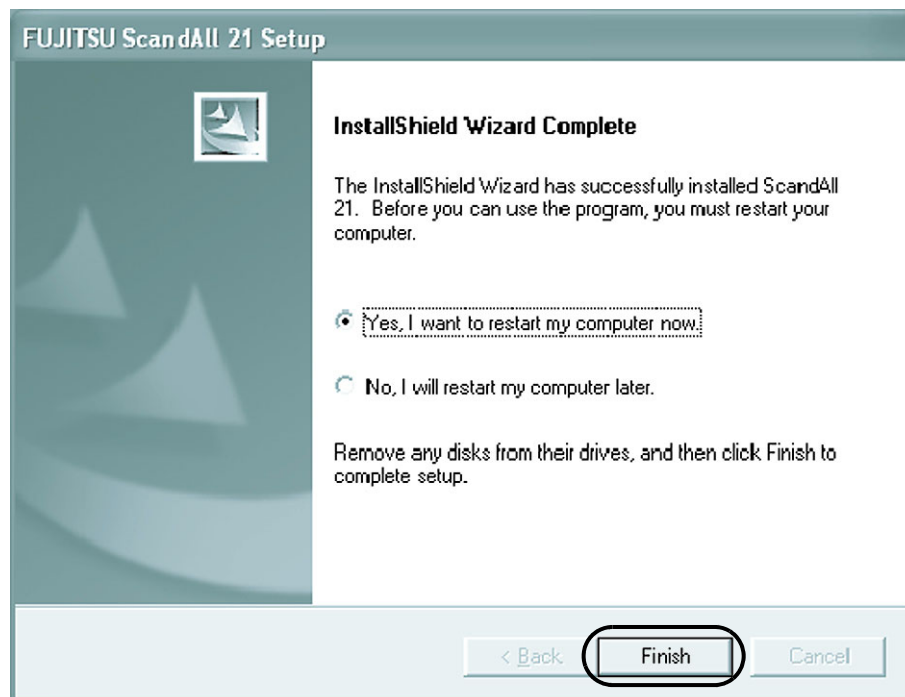 FUJITSU ScandAll 21 Setup
InstallShield Wizard Complete
The InstallShield Wizard has successfully installed ScandAll
21. Before you can use the program, you must restart your
computer.
Yes, I want to restart my computer now.
No, I will restart my computer later.
Remove any disks from their drives, and then click Finish to
complete setup.
< Back
Finish
Cancel